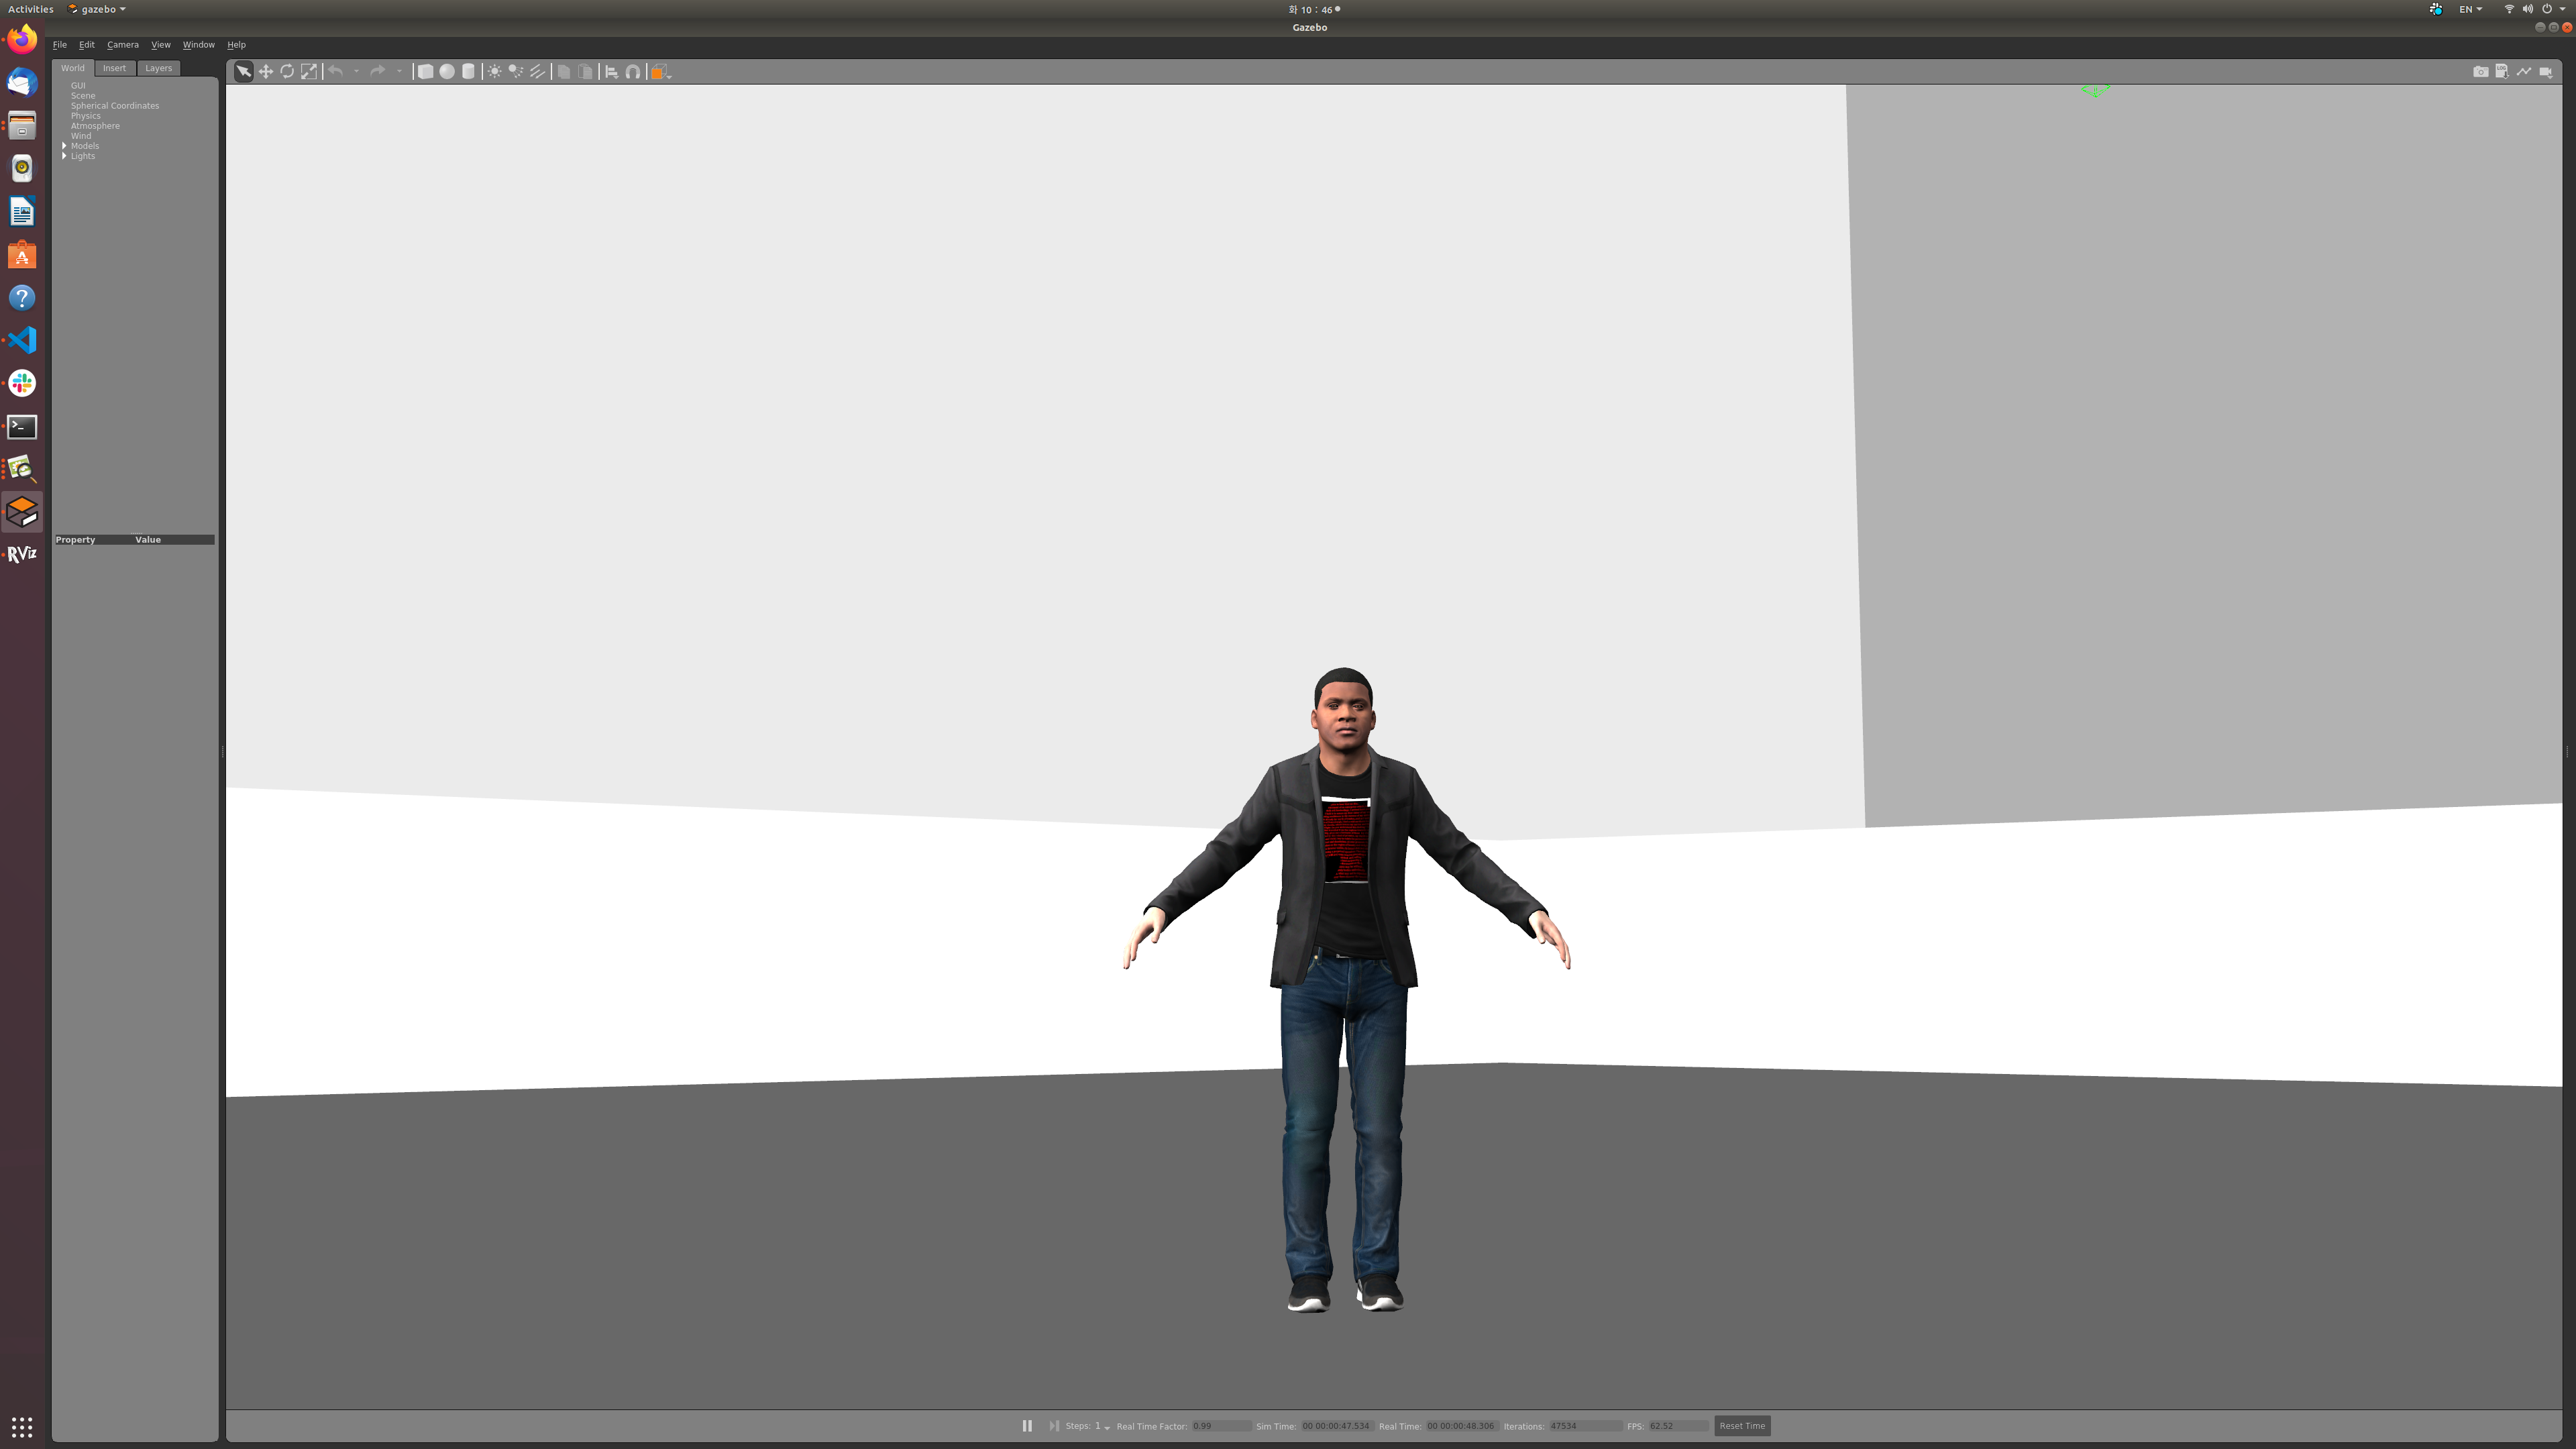 Activities
gazebo
화 10 : 46
EN
Gazebo
File Edit Camera View Window Help
World Insert Layers
GUI
Scene
Spherical Coordinates
Physics
Atmosphere
Wind
Models
Lights
Property Value
RViz
Steps: 1 Real Time Factor: 0.99 Sim Time: 00 00:00:47.534 Real Time: 00 00:00:48.306 Iterations: 47534 FPS: 62.52 Reset Time